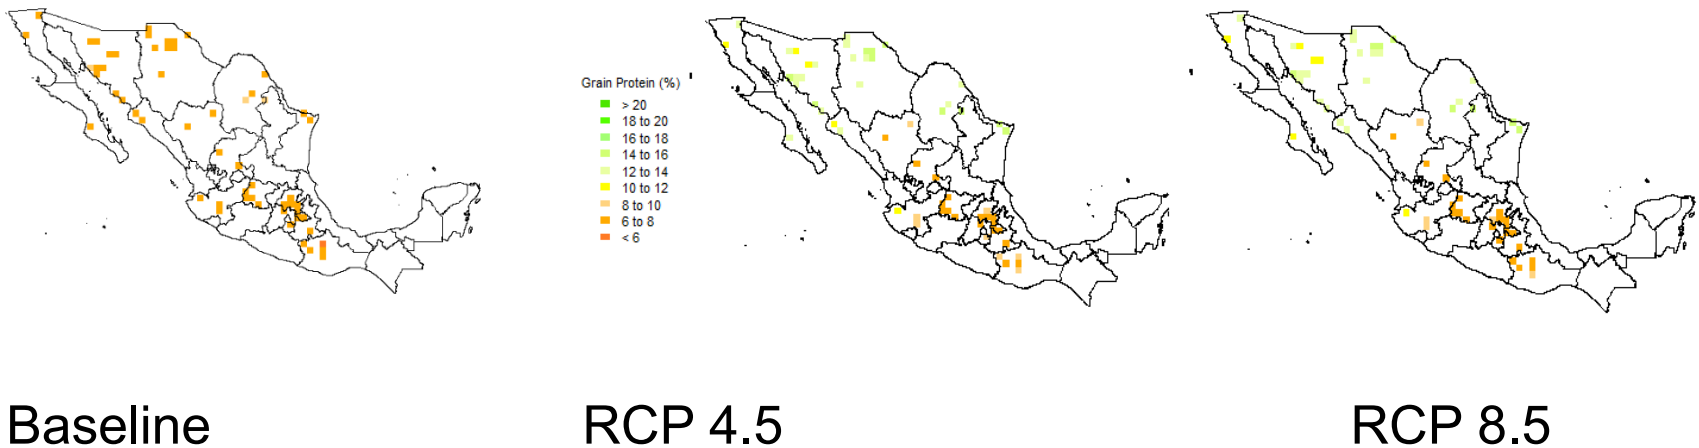 Grain Protein (%)
> 20
18 to 20
16 to 18
14 to 16
12 to 14
10 to 12
8 to 10
6 to 8
< 6
Baseline
RCP 4.5
RCP 8.5